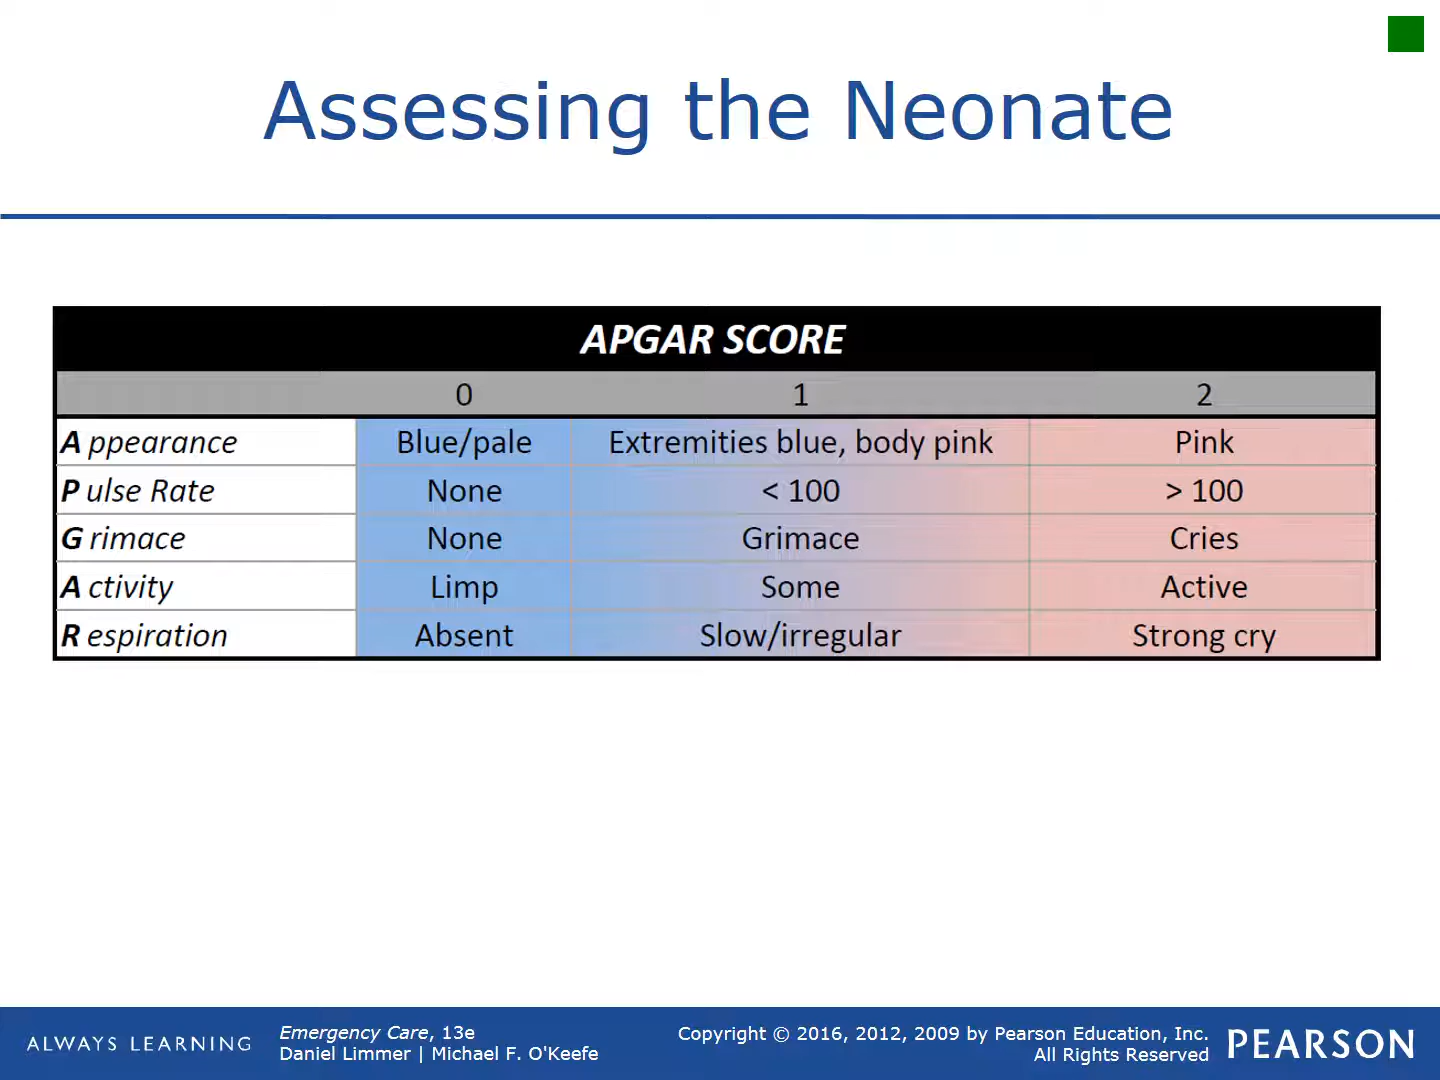 Assessing the Neonate
APGAR SCORE
0 1 2
A ppearance Blue/pale Extremities blue, body pink Pink
P ulse Rate None < 100 > 100
G rimace None Grimace Cries
A ctivity Limp Some Active
R espiration Absent Slow/irregular Strong cry
ALWAYS LEARNING
Emergency Care, 13e
Daniel Limmer | Michael F. O'Keefe
Copyright © 2016, 2012, 2009 by Pearson Education, Inc.
All Rights Reserved
PEARSON